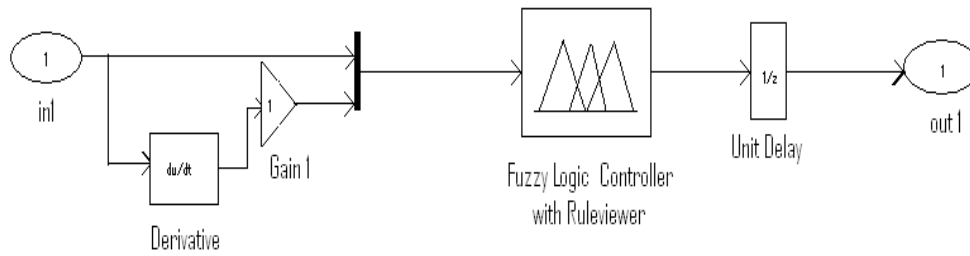 1
in1
du/dt
Derivative
1
Gain 1
Fuzzy Logic Controller
with Ruleviewer
1/z
Unit Delay
1
out 1